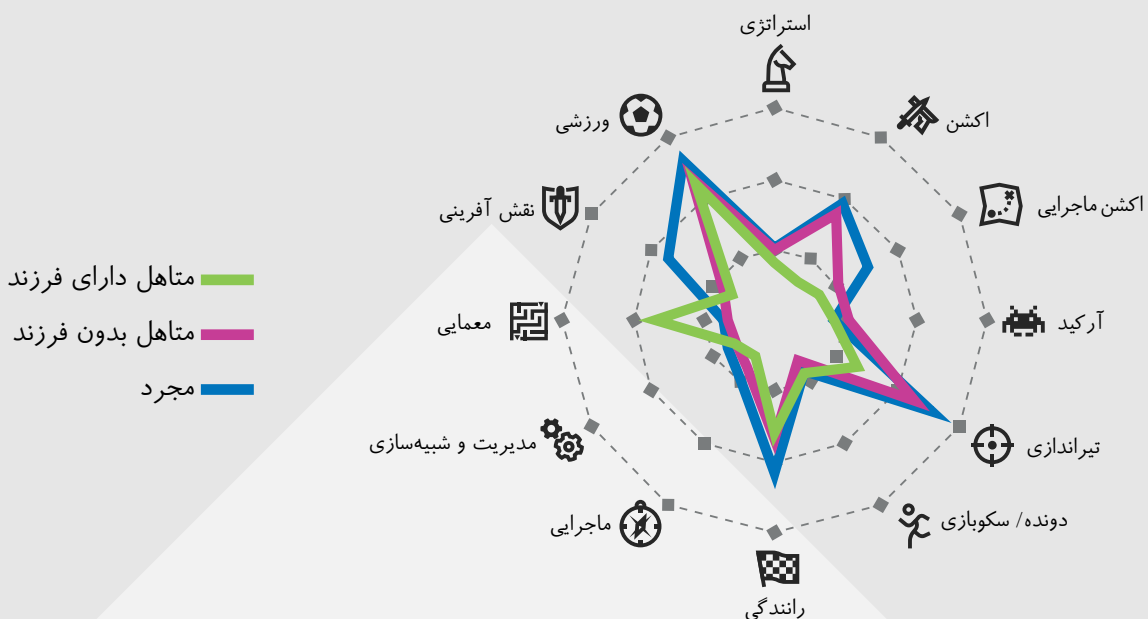 استراتژی
اکشن
اکشن ماجرایی
آرکید
تیراندازی
دونده/ سکوبازی
رانندگی
ماجرایی
مدیریت و شبیه‌سازی
معمایی
نقش آفرینی
ورزشی
متاهل دارای فرزند
متاهل بدون فرزند
مجرد